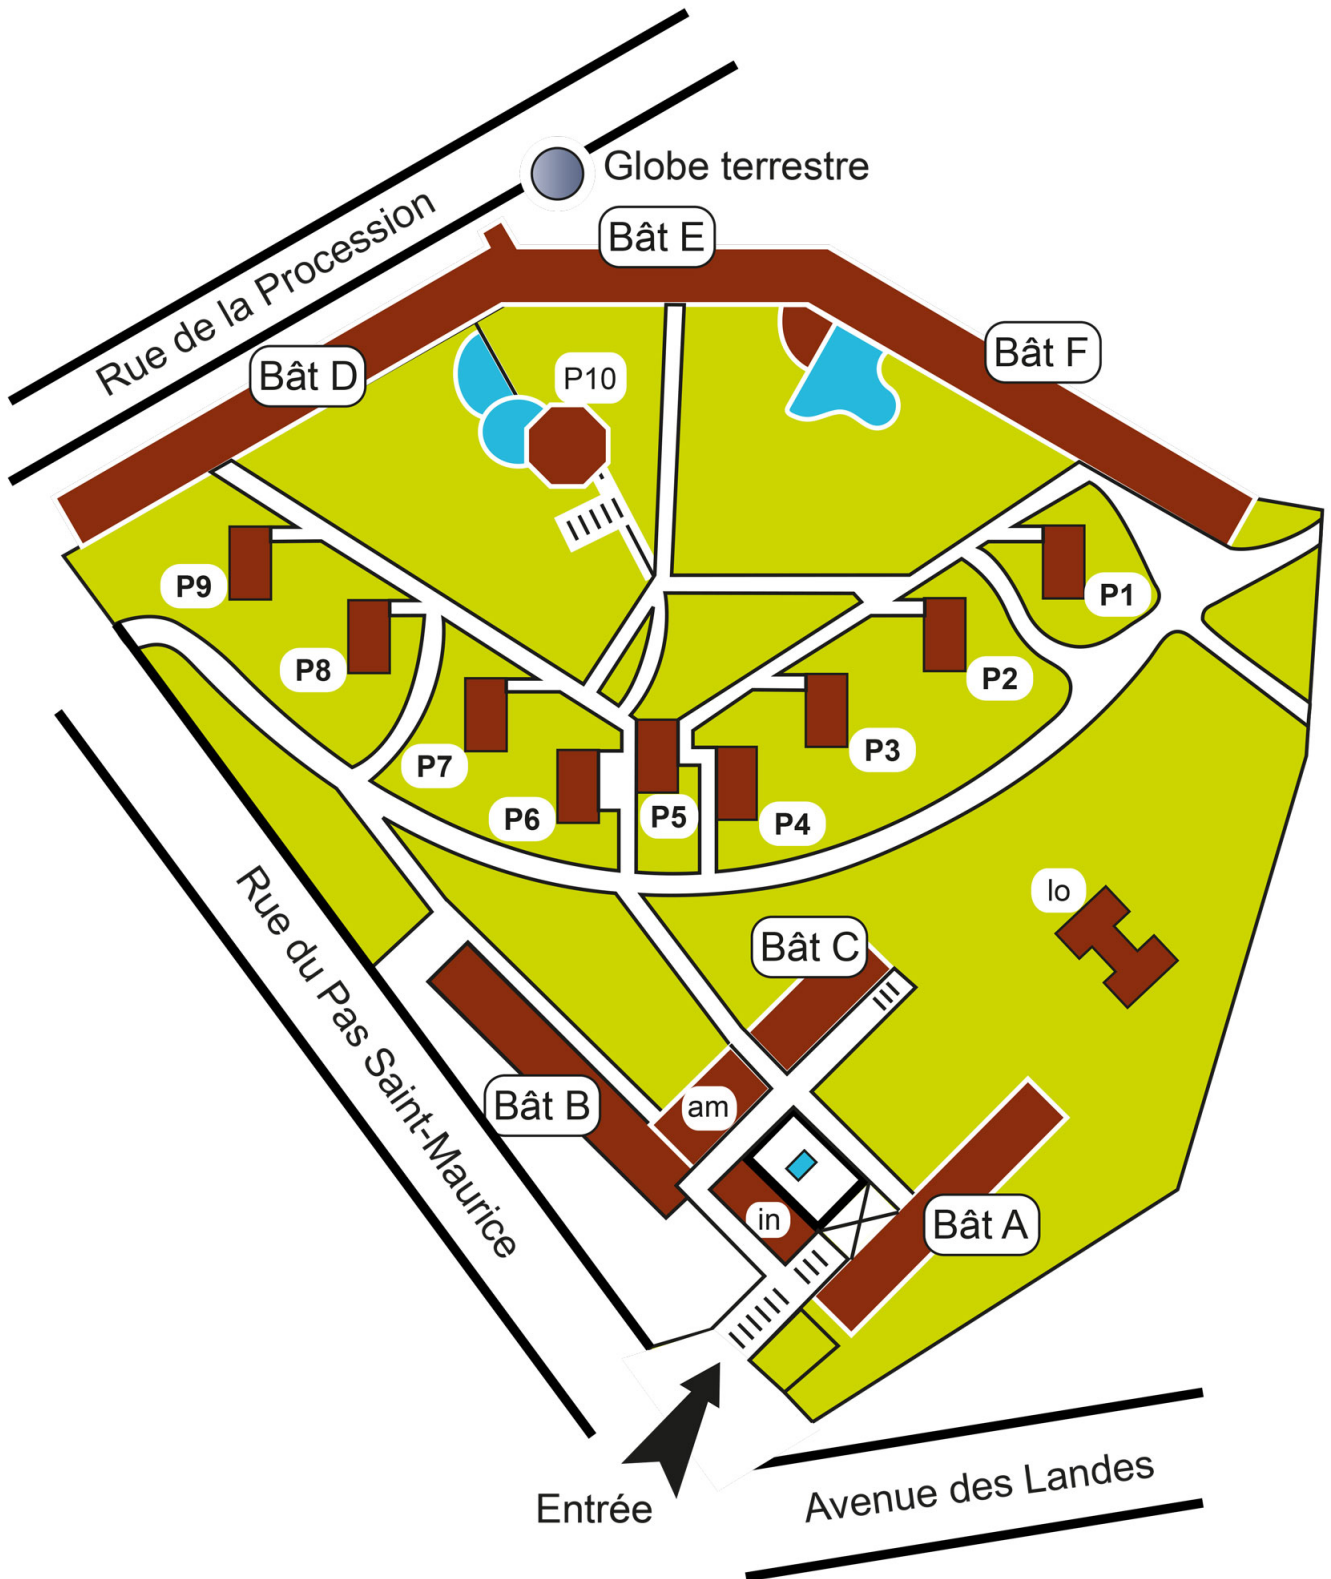 Globe terrestre
Rue de la Procession
Bât E
Bât F
Bât D
P10
P9
P1
P8
P2
P7
P3
P6
P5
P4
lo
Rue du Pas Saint-Maurice
Bât C
Bât B
am
in
Bât A
Entrée
Avenue des Landes